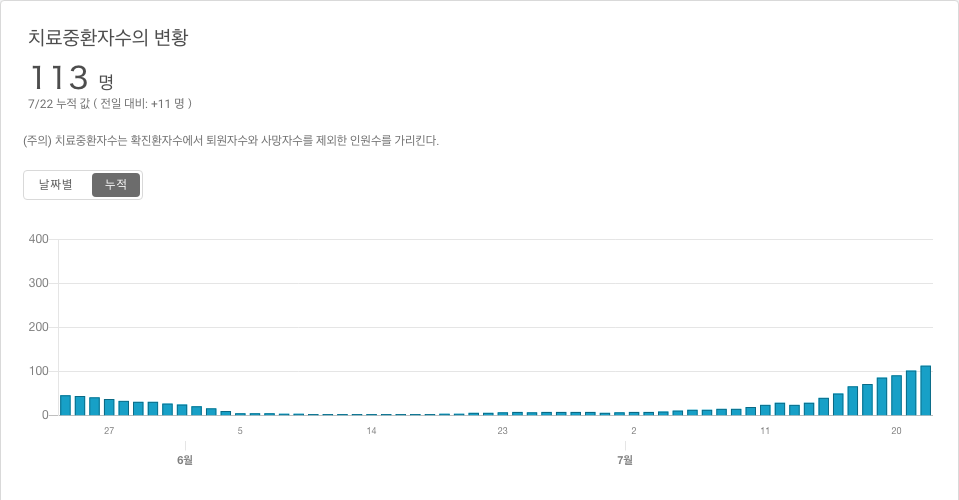 치료중환자수의 변황
113 명
7/22 누적 값 ( 전일 대비: +11 명 )
(주의) 치료중환자수는 확진환자수에서 퇴원자수와 사망자수를 제외한 인원수를 가리킨다.
날짜별 누적
400
300
200
100
0
27 5 14 23 2 11 20
6월 7월